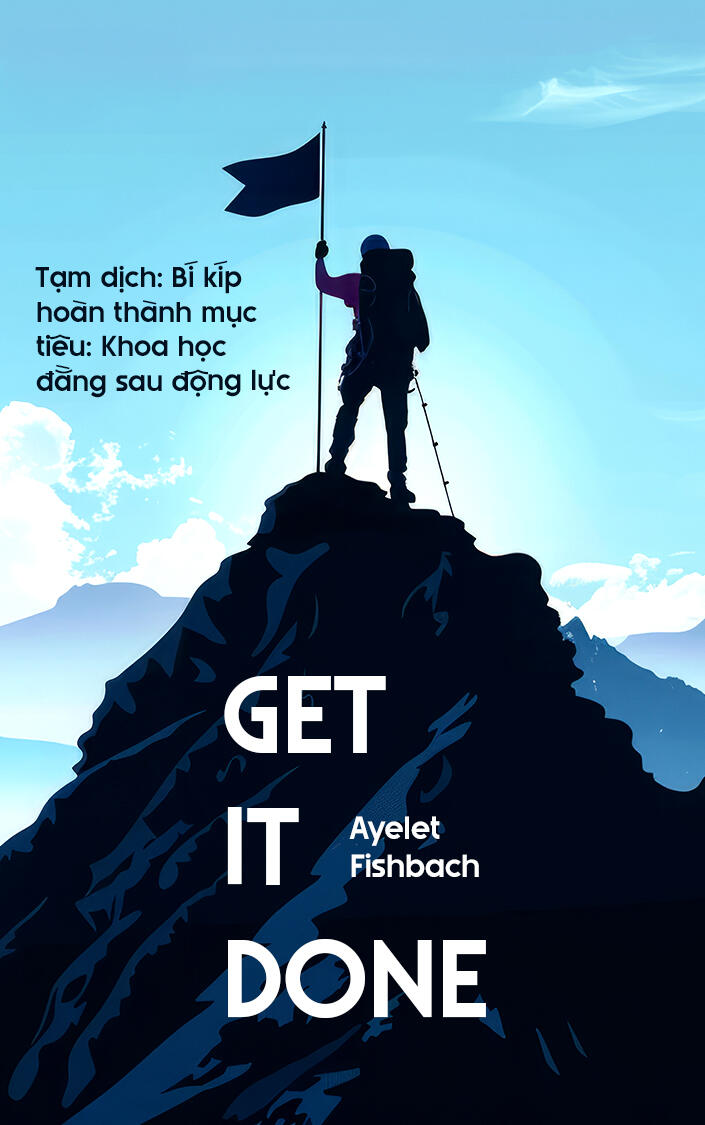 Tạm dịch: Bí kíp
hoàn thành mục
tiêu: Khoa học
đằng sau động lực
GET
IT
Ayelet
Fishbach
DONE